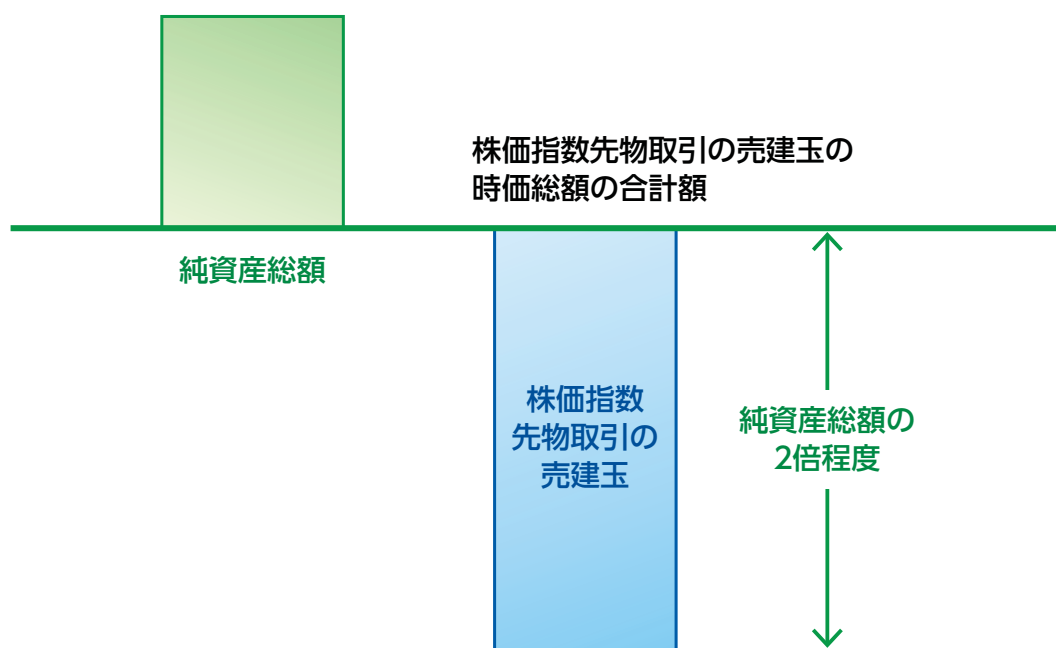 株価指数先物取引の売建玉の
時価総額の合計額
純資産総額
株価指数
先物取引の
売建玉
純資産総額の
2倍程度